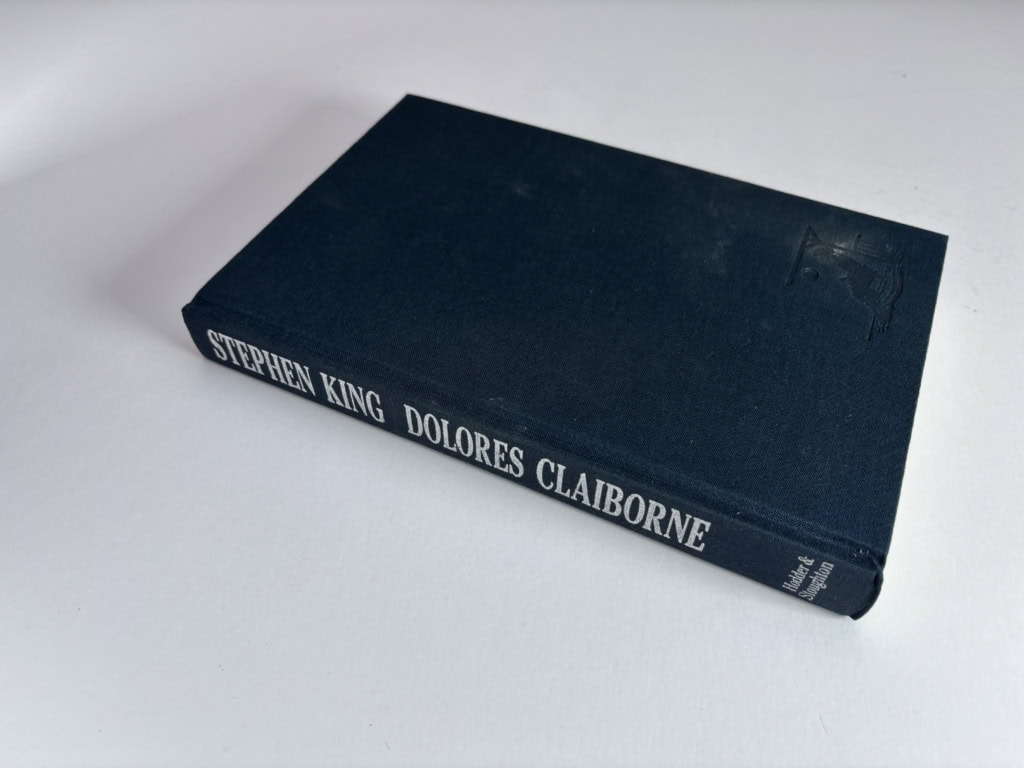 STEPHEN KING DOLORES CLAIBORNE
Hodder &
Stoughton